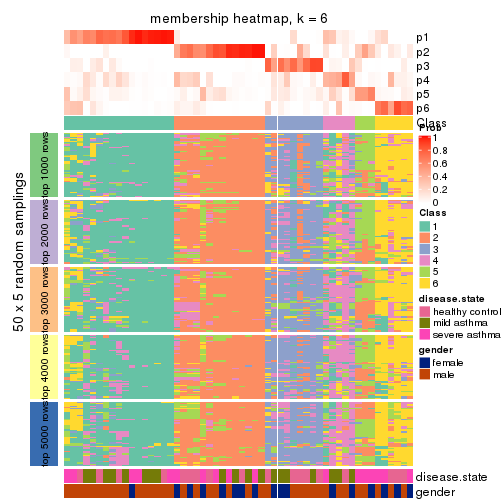 membership heatmap, k = 6
p1
p2
p3
p4
p5
p6
Class
50 x 5 random samplings
top 1000 rows
top 2000 rows
top 3000 rows
top 4000 rows
top 5000 rows
Prob
1
0.8
0.6
0.4
0.2
0
Class
1
2
3
4
5
6
disease.state
healthy control
mild asthma
severe asthma
gender
female
male
disease.state
gender